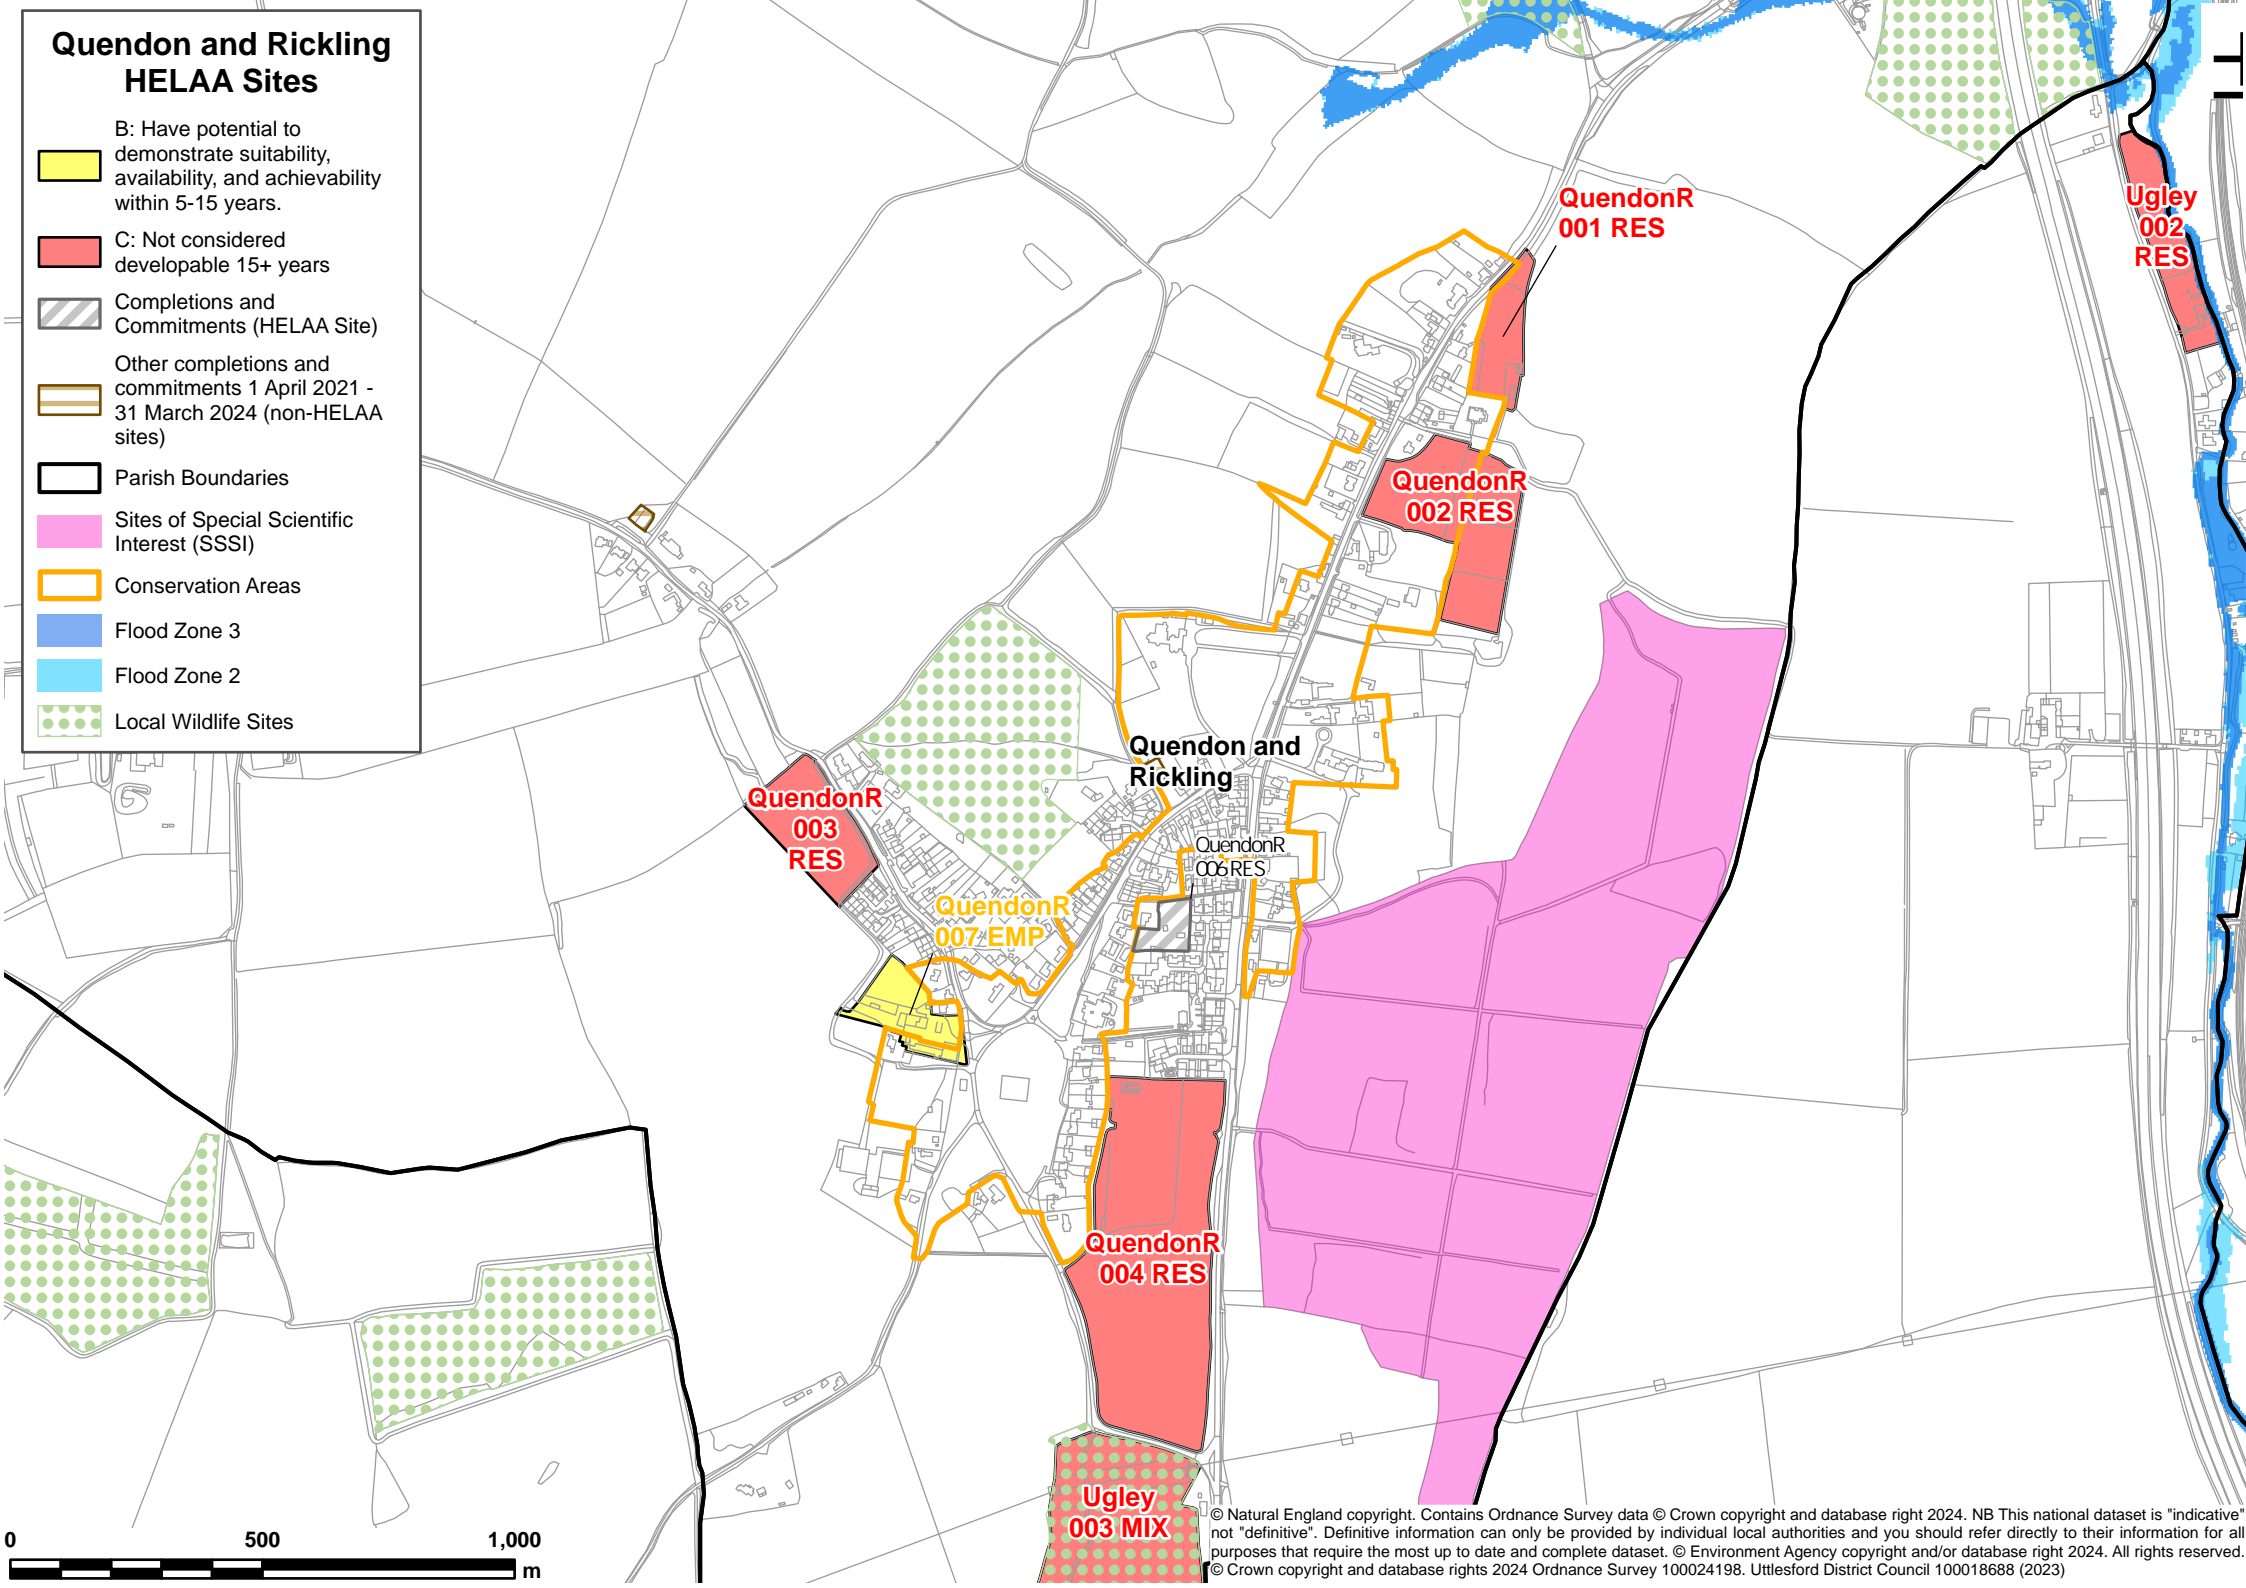 Quendon and Rickling
HELAA Sites
B: Have potential to
demonstrate suitability,
availability, and achievability
within 5-15 years.
C: Not considered
developable 15+ years
Completions and
Commitments (HELAA Site)
Other completions and
commitments 1 April 2021 -
31 March 2024 (non-HELAA
sites)
Parish Boundaries
Sites of Special Scientific
Interest (SSSI)
Conservation Areas
Flood Zone 3
Flood Zone 2
Local Wildlife Sites
QuendonR
001 RES
Ugley
002
RES
QuendonR
002 RES
Quendon and
Rickling
QuendonR
003
RES
QuendonR
006 RES
QuendonR
007 EMP
QuendonR
004 RES
Ugley
003 MIX
0 500 1,000
m
© Natural England copyright. Contains Ordnance Survey data © Crown copyright and database right 2024. NB This national dataset is "indicative"
not "definitive". Definitive information can only be provided by individual local authorities and you should refer directly to their information for all
purposes that require the most up to date and complete dataset. © Environment Agency copyright and/or database right 2024. All rights reserved.
© Crown copyright and database rights 2024 Ordnance Survey 100024198. Uttlesford District Council 100018688 (2023)